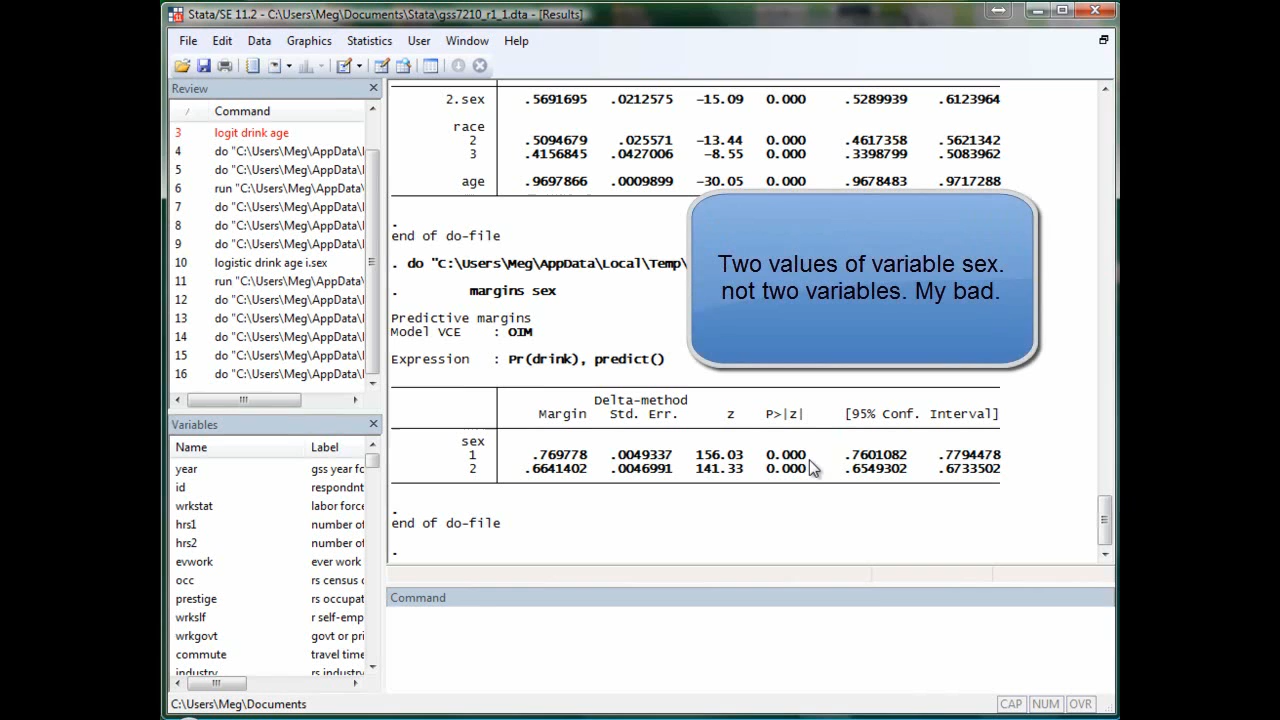 Stata/SE 11.2 - C:\Users\Meg\Documents\Stata\gss7210_r1_1.dta - [Results]
File Edit Data Graphics Statistics User Window Help
Review
Command
3 logit drink age
4 do "C:\Users\Meg\AppData\
5 do "C:\Users\Meg\AppData\
6 run "C:\Users\Meg\AppData\
7 do "C:\Users\Meg\AppData\
8 do "C:\Users\Meg\AppData\
9 do "C:\Users\Meg\AppData\
10 logistic drink age i.sex
11 run "C:\Users\Meg\AppData\
12 do "C:\Users\Meg\AppData\
13 do "C:\Users\Meg\AppData\
14 do "C:\Users\Meg\AppData\
15 do "C:\Users\Meg\AppData\
16 do "C:\Users\Meg\AppData\
Variables
Name Label
year gss year fo
id respondnt
wrkstat labor force
hrs1 number of
hrs2 number of
evwork ever work
occ rs census o
prestige rs occupat
wrkslf r self-emp
wrkgovt govt or pri
commute travel time
industry rs industry
2.sex .5691695 .0212575 -15.09 0.000 .5289939 .6123964
race
2 .5094679 .025571 -13.44 0.000 .4617358 .5621342
3 .4156845 .0427006 -8.55 0.000 .3398799 .5083962
age .9697866 .0009899 -30.05 0.000 .9678483 .9717288
.
end of do-file
. do "C:\Users\Meg\AppData\Local\Temp\
. margins sex
Two values of variable sex.
not two variables. My bad.
Predictive margins
Model VCE : OIM
Expression : Pr(drink), predict()
Delta-method
Margin Std. Err. z P>|z| [95% Conf. Interval]
sex
1 .769778 .0049337 156.03 0.000 .7601082 .7794478
2 .6641402 .0046991 141.33 0.000 .6549302 .6733502
.
end of do-file
.
Command
C:\Users\Meg\Documents
CAP NUM OVR